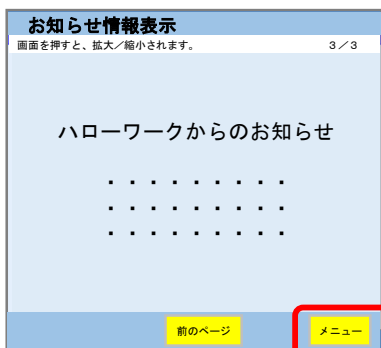 お知らせ情報表示
画面を押すと、拡大／縮小されます。 3／3
ハローワークからのお知らせ
・・・・・・・・・
・・・・・・・・・
・・・・・・・・・
前のページ メニュー